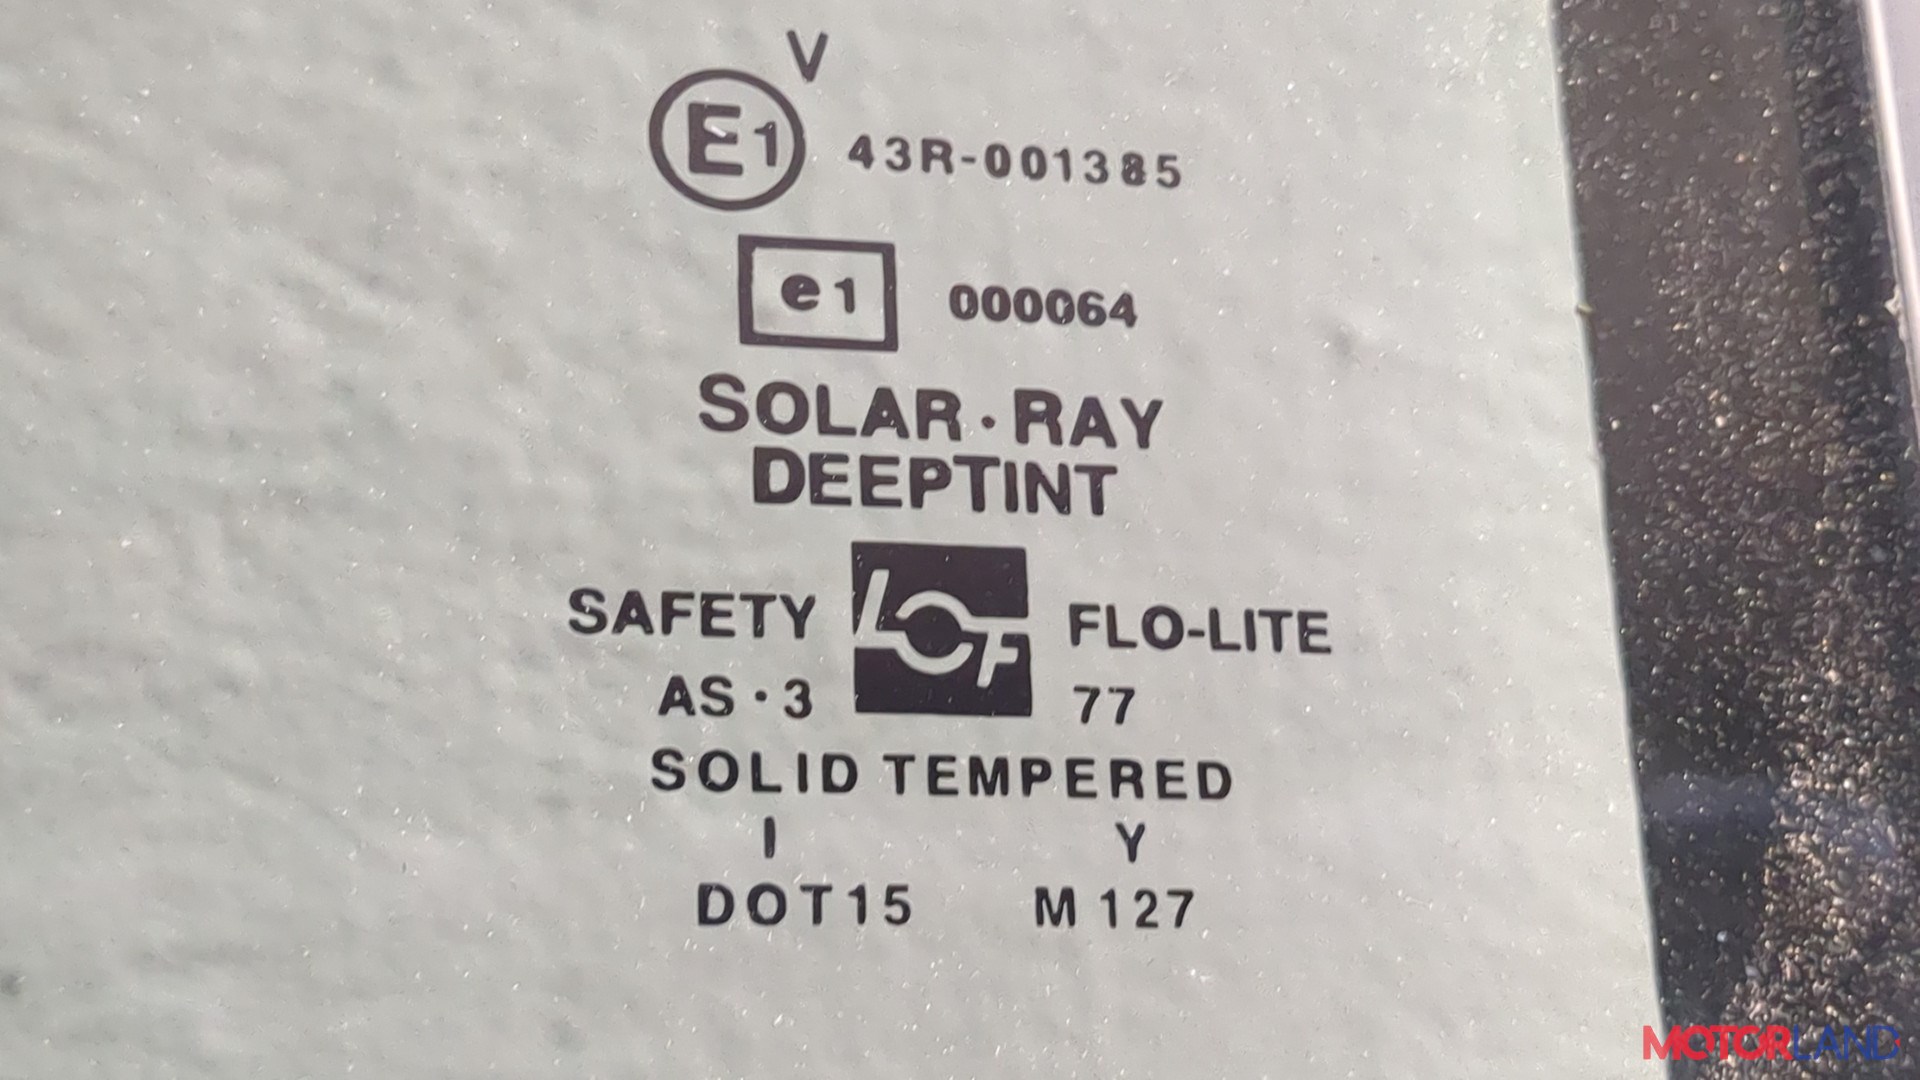 V
E1 43R-001385
e1 000064
SOLAR·RAY
DEEPTINT
SAFETY LOF FLO-LITE
AS·3 77
SOLID TEMPERED
I Y
DOT15 M127
MOTORLAND